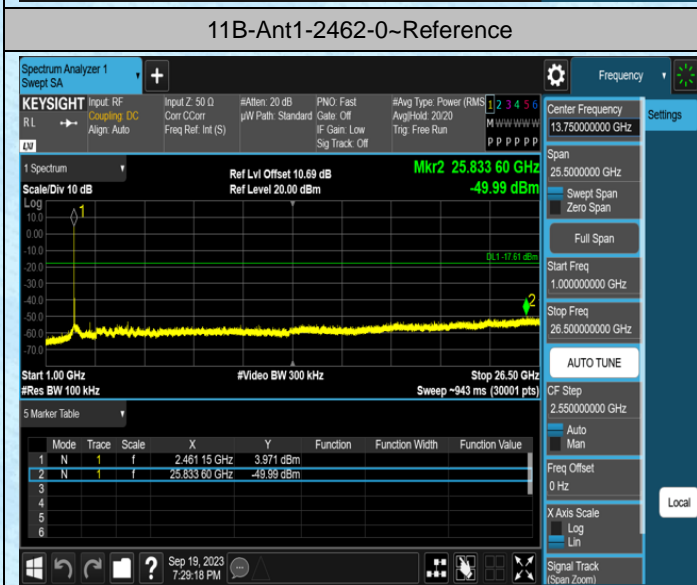 11B-Ant1-2462-0~Reference
Spectrum Analyzer 1
Swept SA
+
Frequency
KEYSIGHT
RL
LXI
Input: RF
Coupling: DC
Align: Auto
Input Z: 50 Ω
Corr CCorr
Freq Ref: Int (S)
#Atten: 20 dB
µW Path: Standard
PNO: Fast
Gate: Off
IF Gain: Low
Sig Track: Off
#Avg Type: Power (RMS
Avg|Hold: 20/20
Trig: Free Run
1 2 3 4 5 6
M W W W W W
P P P P P P
1 Spectrum
Scale/Div 10 dB
Ref Lvl Offset 10.69 dB
Ref Level 20.00 dBm
Mkr2 25.833 60 GHz
-49.99 dBm
Log
10.0
0.00
-10.0
-20.0
-30.0
-40.0
-50.0
-60.0
-70.0
1
DL1 -17.61 dBm
2
Start 1.00 GHz
#Res BW 100 kHz
#Video BW 300 kHz
Stop 26.50 GHz
Sweep ~943 ms (30001 pts)
5 Marker Table
Mode Trace Scale X Y Function Function Width Function Value
1 N 1 f 2.461 15 GHz 3.971 dBm
2 N 1 f 25.833 60 GHz -49.99 dBm
3
4
5
6
Sep 19, 2023
7:29:18 PM
Center Frequency
13.750000000 GHz
Span
25.5000000 GHz
Swept Span
Zero Span
Full Span
Start Freq
1.000000000 GHz
Stop Freq
26.500000000 GHz
AUTO TUNE
CF Step
2.550000000 GHz
Auto
Man
Freq Offset
0 Hz
X Axis Scale
Log
Lin
Signal Track
(Span Zoom)
Settings
Local